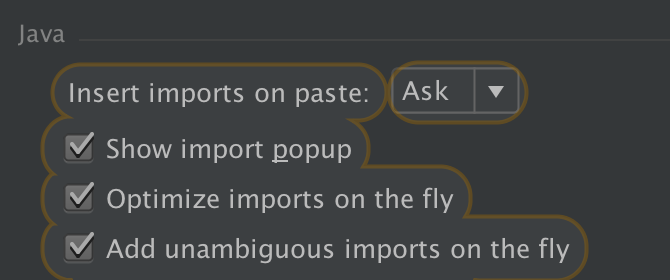 Java
Insert imports on paste: Ask
Show import popup
Optimize imports on the fly
Add unambiguous imports on the fly